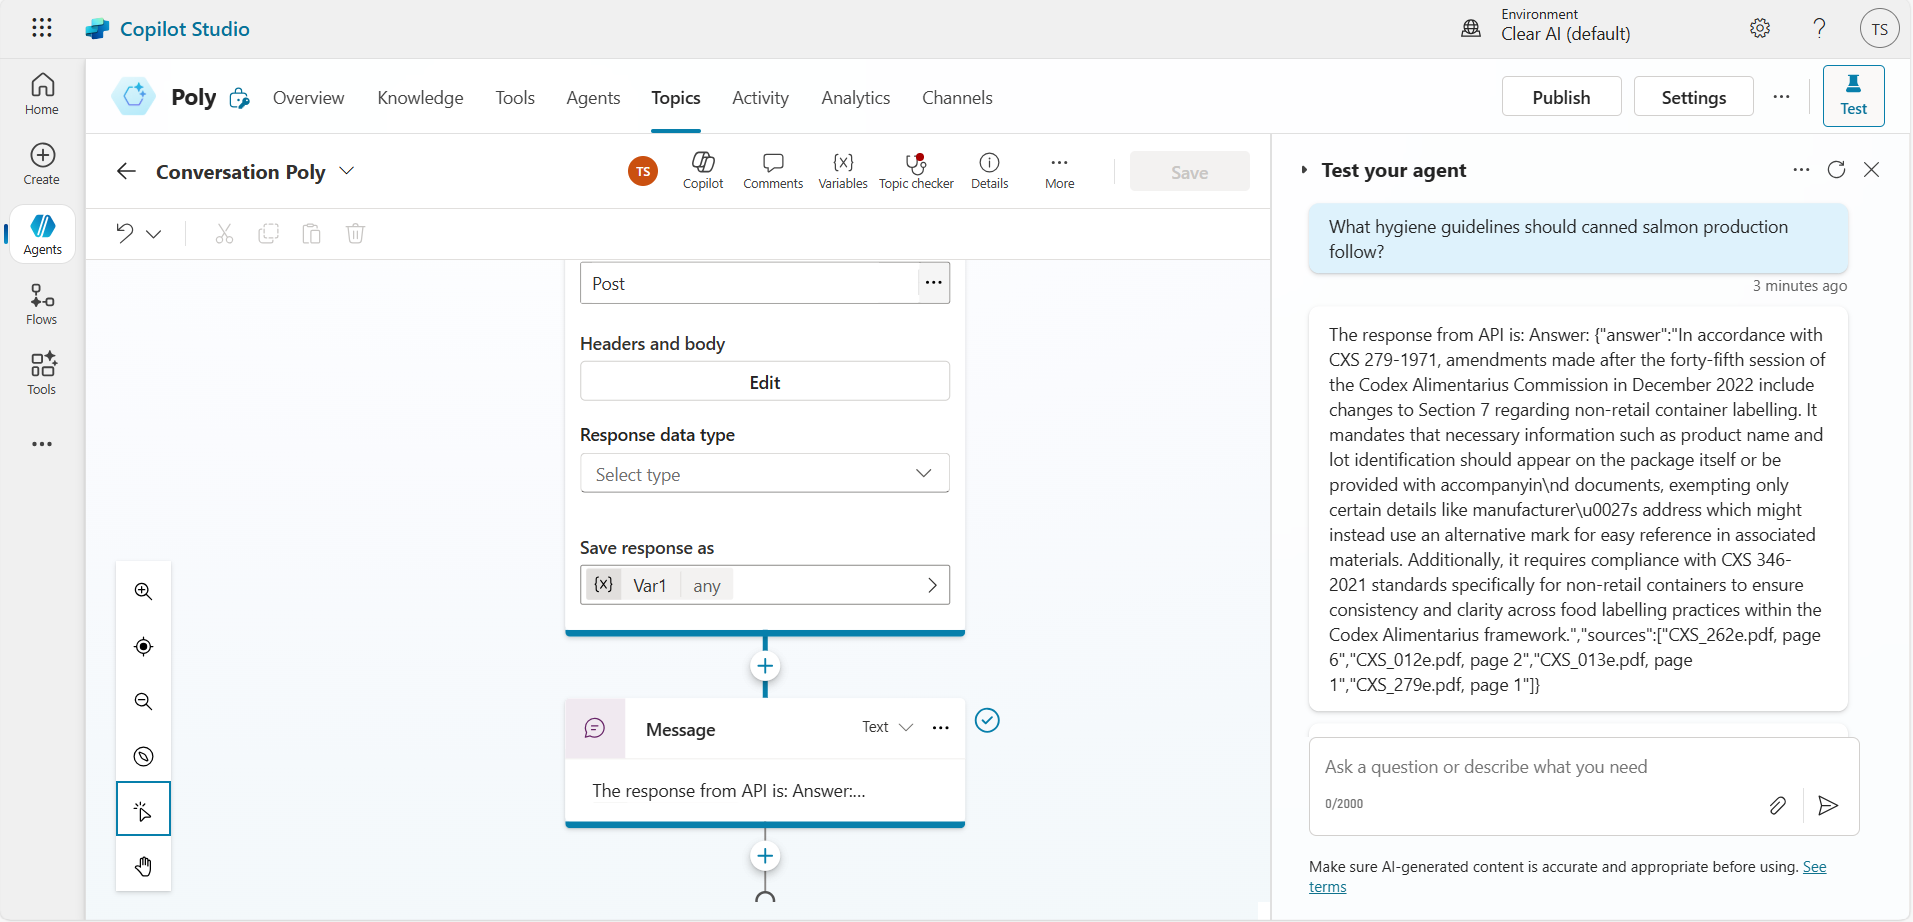 Copilot Studio
Environment
Clear AI (default)
TS
Home
Create
Agents
Flows
Tools
Poly
Overview
Knowledge
Tools
Agents
Topics
Activity
Analytics
Channels
Publish
Settings
Test
Conversation Poly
TS
Copilot
Comments
Variables
Topic checker
Details
More
Save
Post
Headers and body
Edit
Response data type
Select type
Save response as
{x} Var1 any
Message
Text
The response from API is: Answer:...
Test your agent
What hygiene guidelines should canned salmon production
follow?
3 minutes ago
The response from API is: Answer: {"answer":"In accordance with
CXS 279-1971, amendments made after the forty-fifth session of
the Codex Alimentarius Commission in December 2022 include
changes to Section 7 regarding non-retail container labelling. It
mandates that necessary information such as product name and
lot identification should appear on the package itself or be
provided with accompanyin\nd documents, exempting only
certain details like manufacturer\u0027s address which might
instead use an alternative mark for easy reference in associated
materials. Additionally, it requires compliance with CXS 346-
2021 standards specifically for non-retail containers to ensure
consistency and clarity across food labelling practices within the
Codex Alimentarius framework.","sources":["CXS_262e.pdf, page
6","CXS_012e.pdf, page 2","CXS_013e.pdf, page
1","CXS_279e.pdf, page 1"]}
Ask a question or describe what you need
0/2000
Make sure AI-generated content is accurate and appropriate before using. See
terms